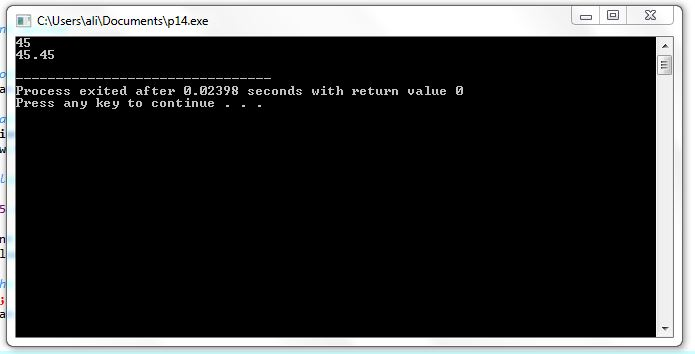 C:\Users\ali\Documents\p14.exe
45
45.45
--------------------------------
Process exited after 0.02398 seconds with return value 0
Press any key to continue . . .